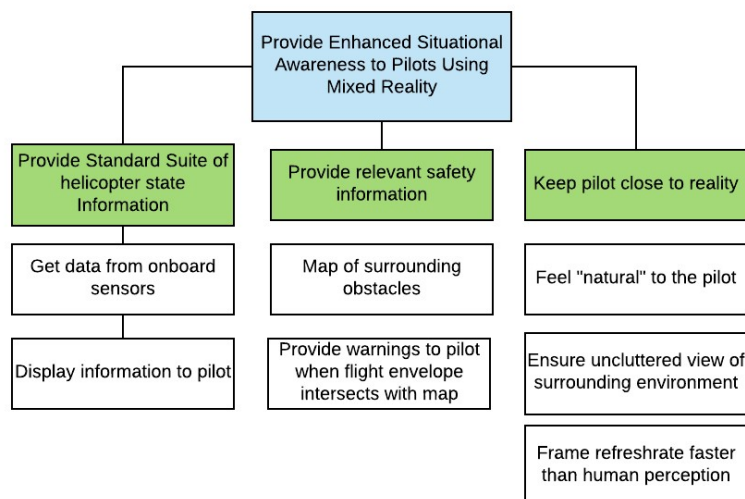 Provide Enhanced Situational
Awareness to Pilots Using
Mixed Reality
Provide Standard Suite of
helicopter state
Information
Get data from onboard
sensors
Display information to pilot
Provide relevant safety
information
Map of surrounding
obstacles
Provide warnings to pilot
when flight envelope
intersects with map
Keep pilot close to reality
Feel "natural" to the pilot
Ensure uncluttered view of
surrounding environment
Frame refreshrate faster
than human perception